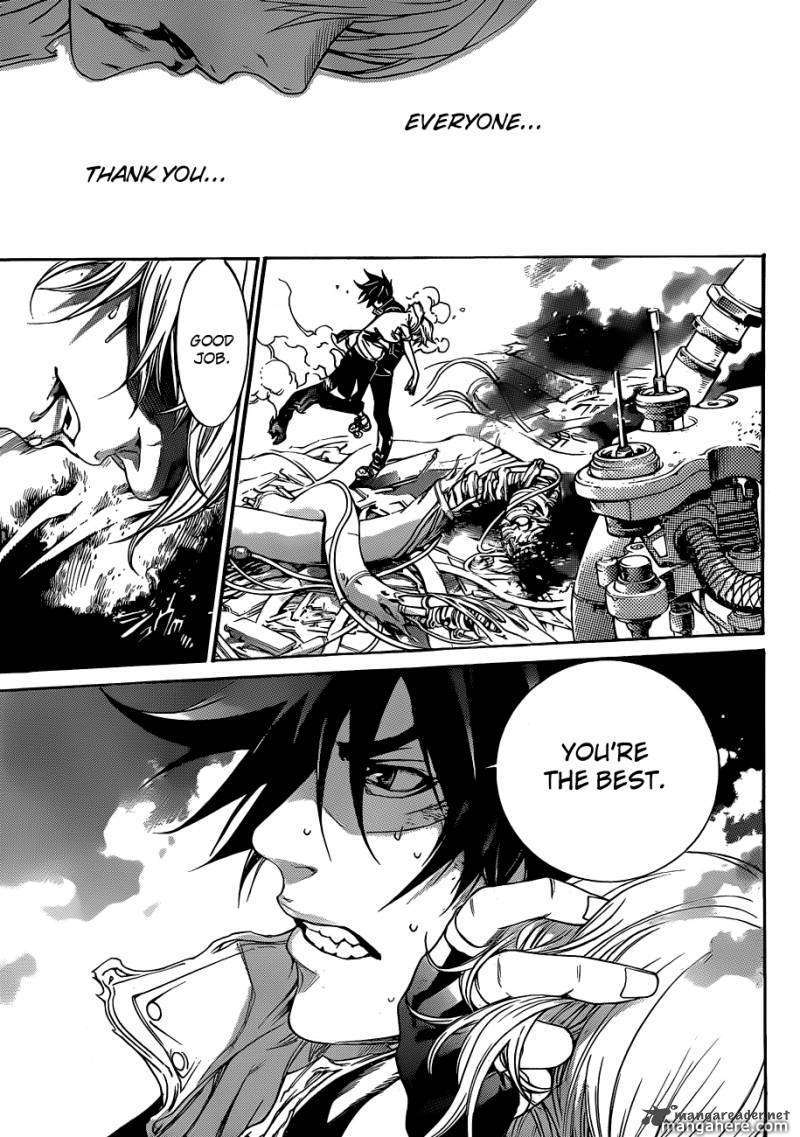 EVERYONE...
THANK YOU...
GOOD
JOB.
YOU'RE
THE BEST.
mangareader.net
mangahere.com